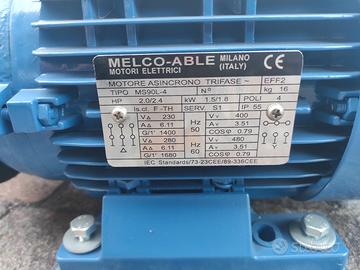 MELCO-ABLE MILANO (ITALY)
MOTORI ELETTRICI
CE
MOTORE ASINCRONO TRIFASE ~ EFF2
TIPO MS90L-4 Nº kg 16
HP 2.0/2.4 kW 1.5/1.8 POLI 4
Is.cl. F -TH SERV. S1 IP 55
V△ 230 Hz 50 VY 400
A△ 6.11 AY 3.51
G/1' 1400 COSφ 0.79
V△ 280 Hz 60 VY 480
A△ 6.11 AY 3.51
G/1' 1680 COSφ 0.79
IEC Standards/73-23CEE/89-336CEE
subito